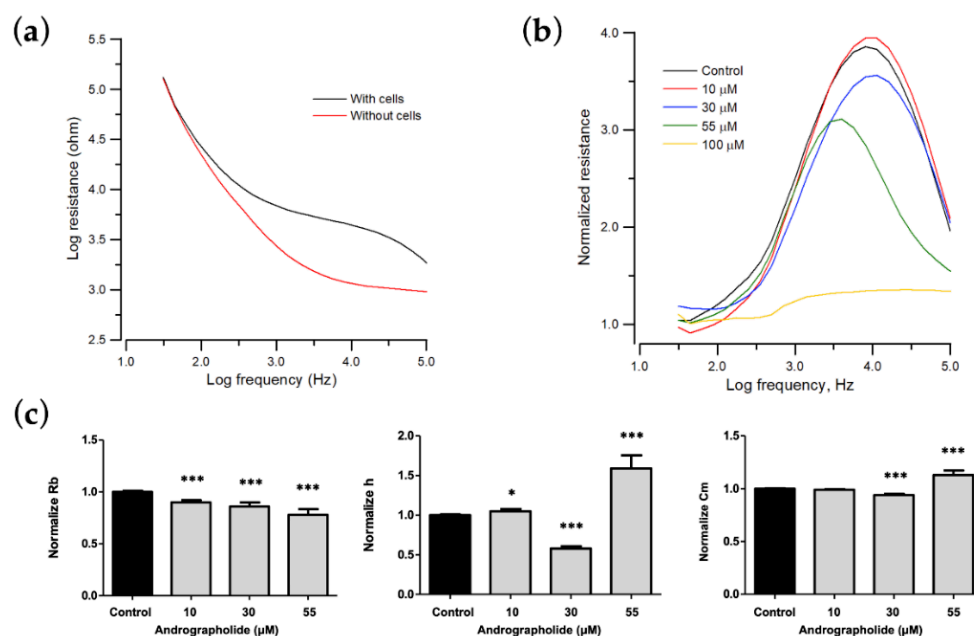 (a)
5.5
5.0
4.5
4.0
3.5
3.0
2.5
Log resistance (ohm)
With cells
Without cells
1.0 2.0 3.0 4.0 5.0
Log frequency (Hz)
(b)
4.0
3.0
2.0
1.0
Normalized resistance
Control
10 μM
30 μM
55 μM
100 μM
1.0 2.0 3.0 4.0 5.0
Log frequency, Hz
(c)
1.5
1.0
0.5
0.0
Normalize Rb
*** *** ***
Control 10 30 55
Andrographolide (μM)
2.0
1.5
1.0
0.5
0.0
Normalize h
* *** ***
Control 10 30 55
Andrographolide (μM)
1.5
1.0
0.5
0.0
Normalize Cm
*** ***
Control 10 30 55
Andrographolide (μM)